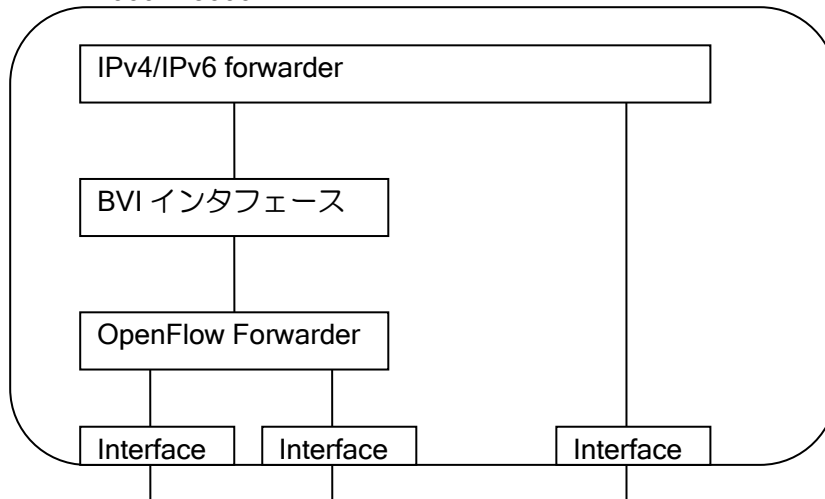 IPv4/IPv6 forwarder
BVI インタフェース
OpenFlow Forwarder
Interface Interface Interface